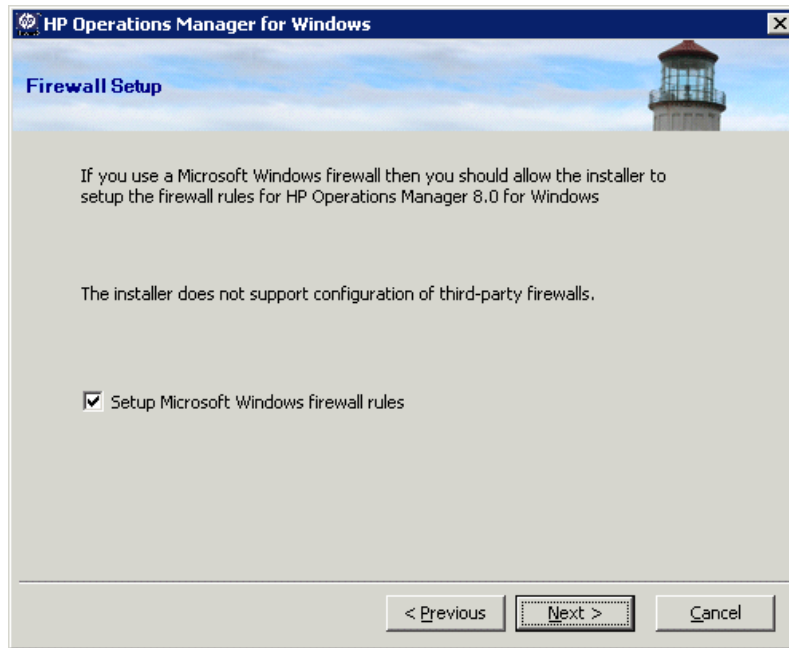 HP Operations Manager for Windows
Firewall Setup
If you use a Microsoft Windows firewall then you should allow the installer to
setup the firewall rules for HP Operations Manager 8.0 for Windows
The installer does not support configuration of third-party firewalls.
Setup Microsoft Windows firewall rules
< Previous
Next >
Cancel